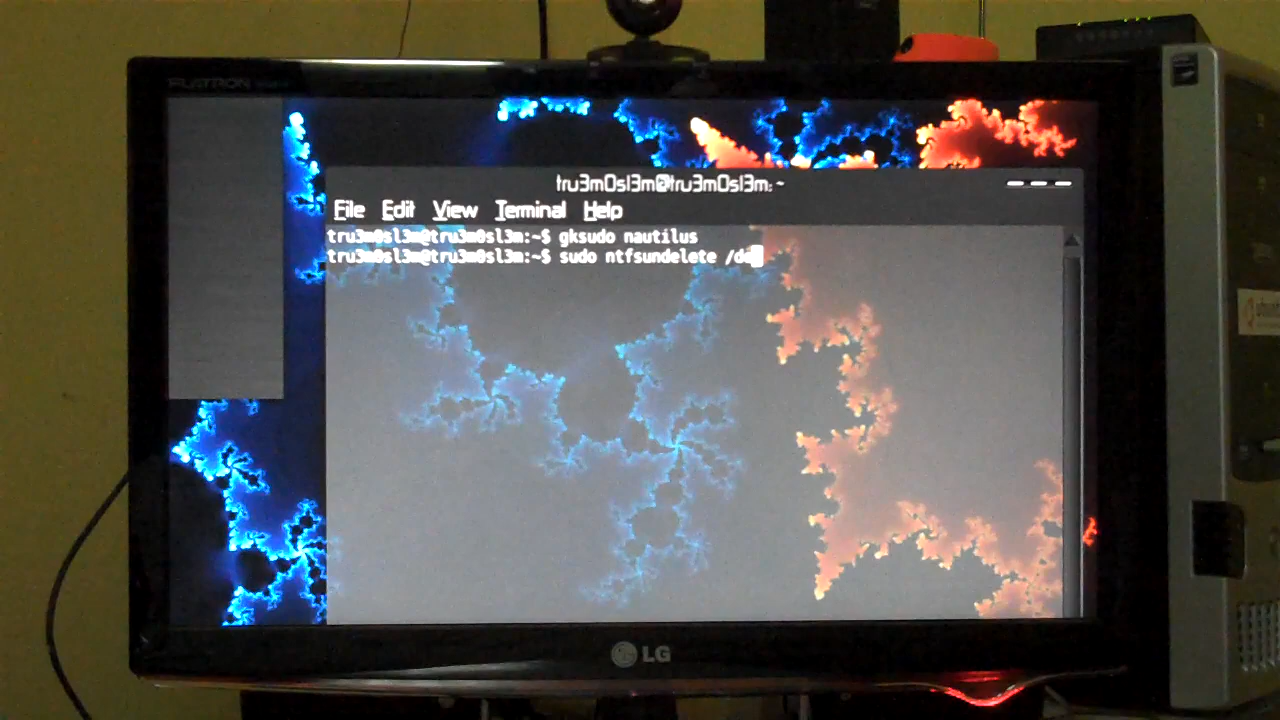 FLATRON
tru3m0sl3m@tru3m0sl3m: ~
File Edit View Terminal Help
tru3m0sl3m@tru3m0sl3m:~$ gksudo nautilus
tru3m0sl3m@tru3m0sl3m:~$ sudo ntfsundelete /de
LG